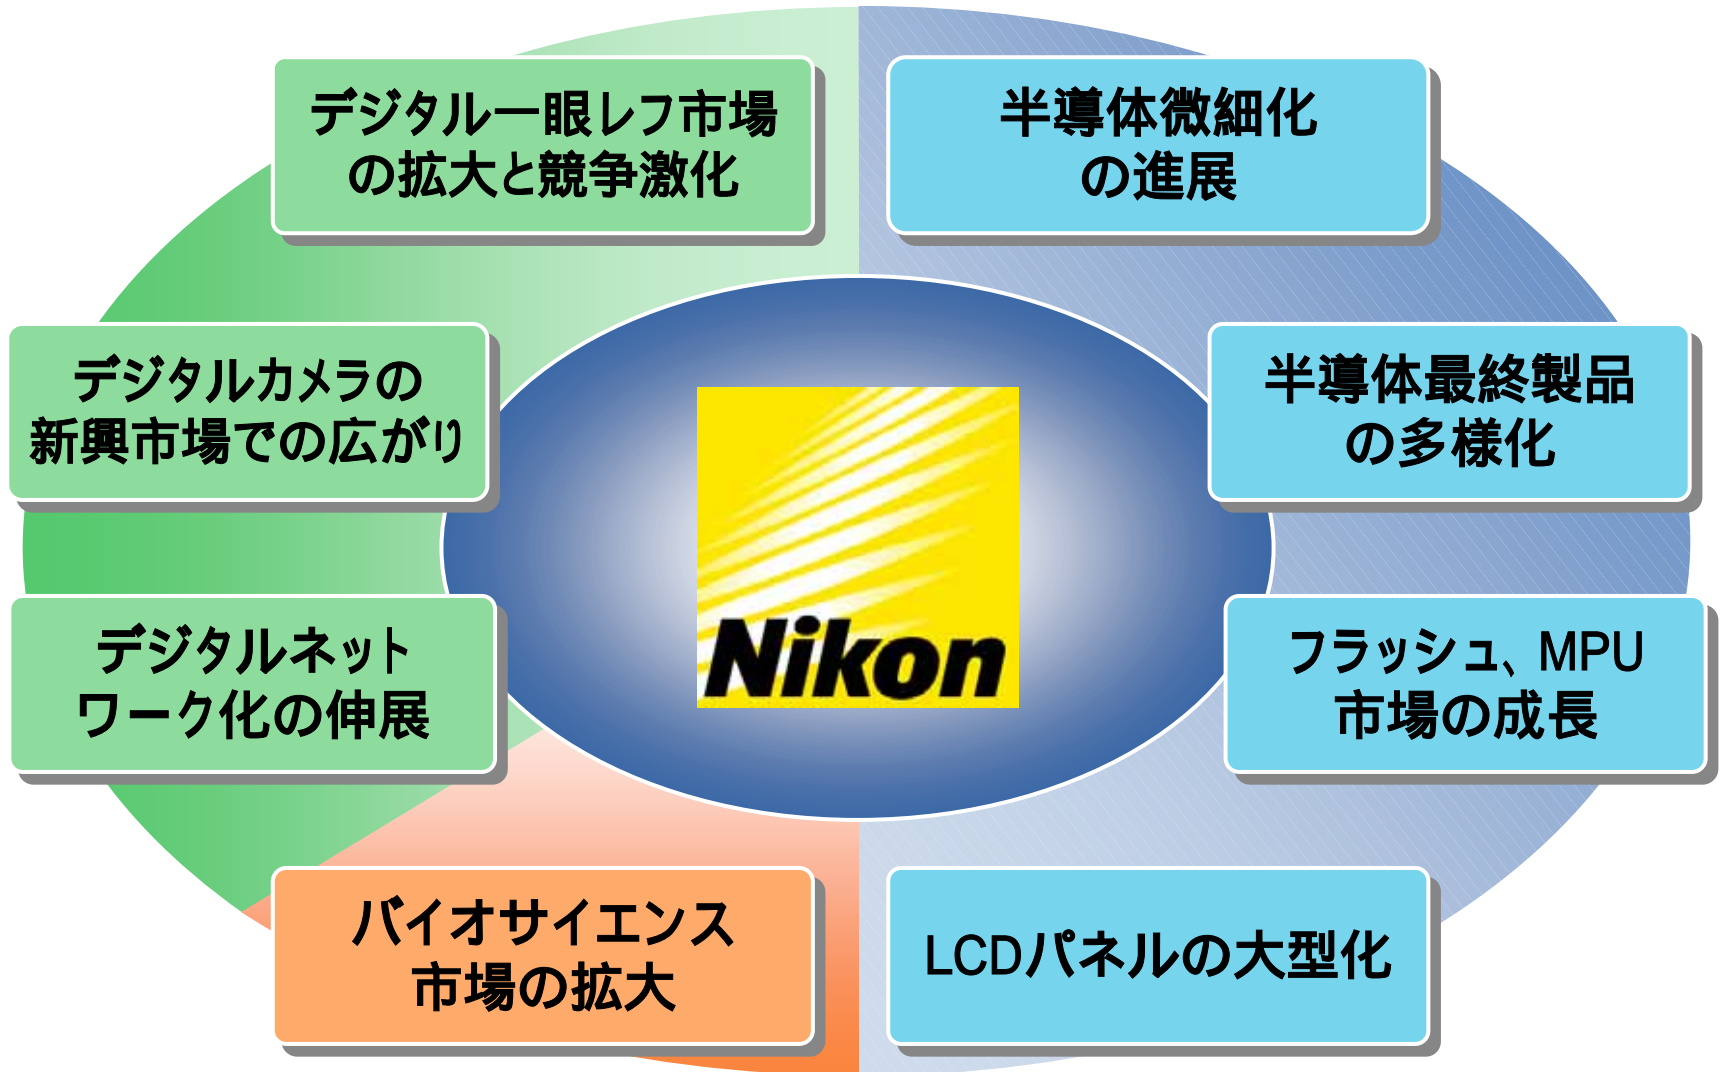 デジタル一眼レフ市場
の拡大と競争激化
半導体微細化
の進展
デジタルカメラの
新興市場での広がり
半導体最終製品
の多様化
Nikon
デジタルネット
ワーク化の伸展
フラッシュ、MPU
市場の成長
バイオサイエンス
市場の拡大
LCDパネルの大型化